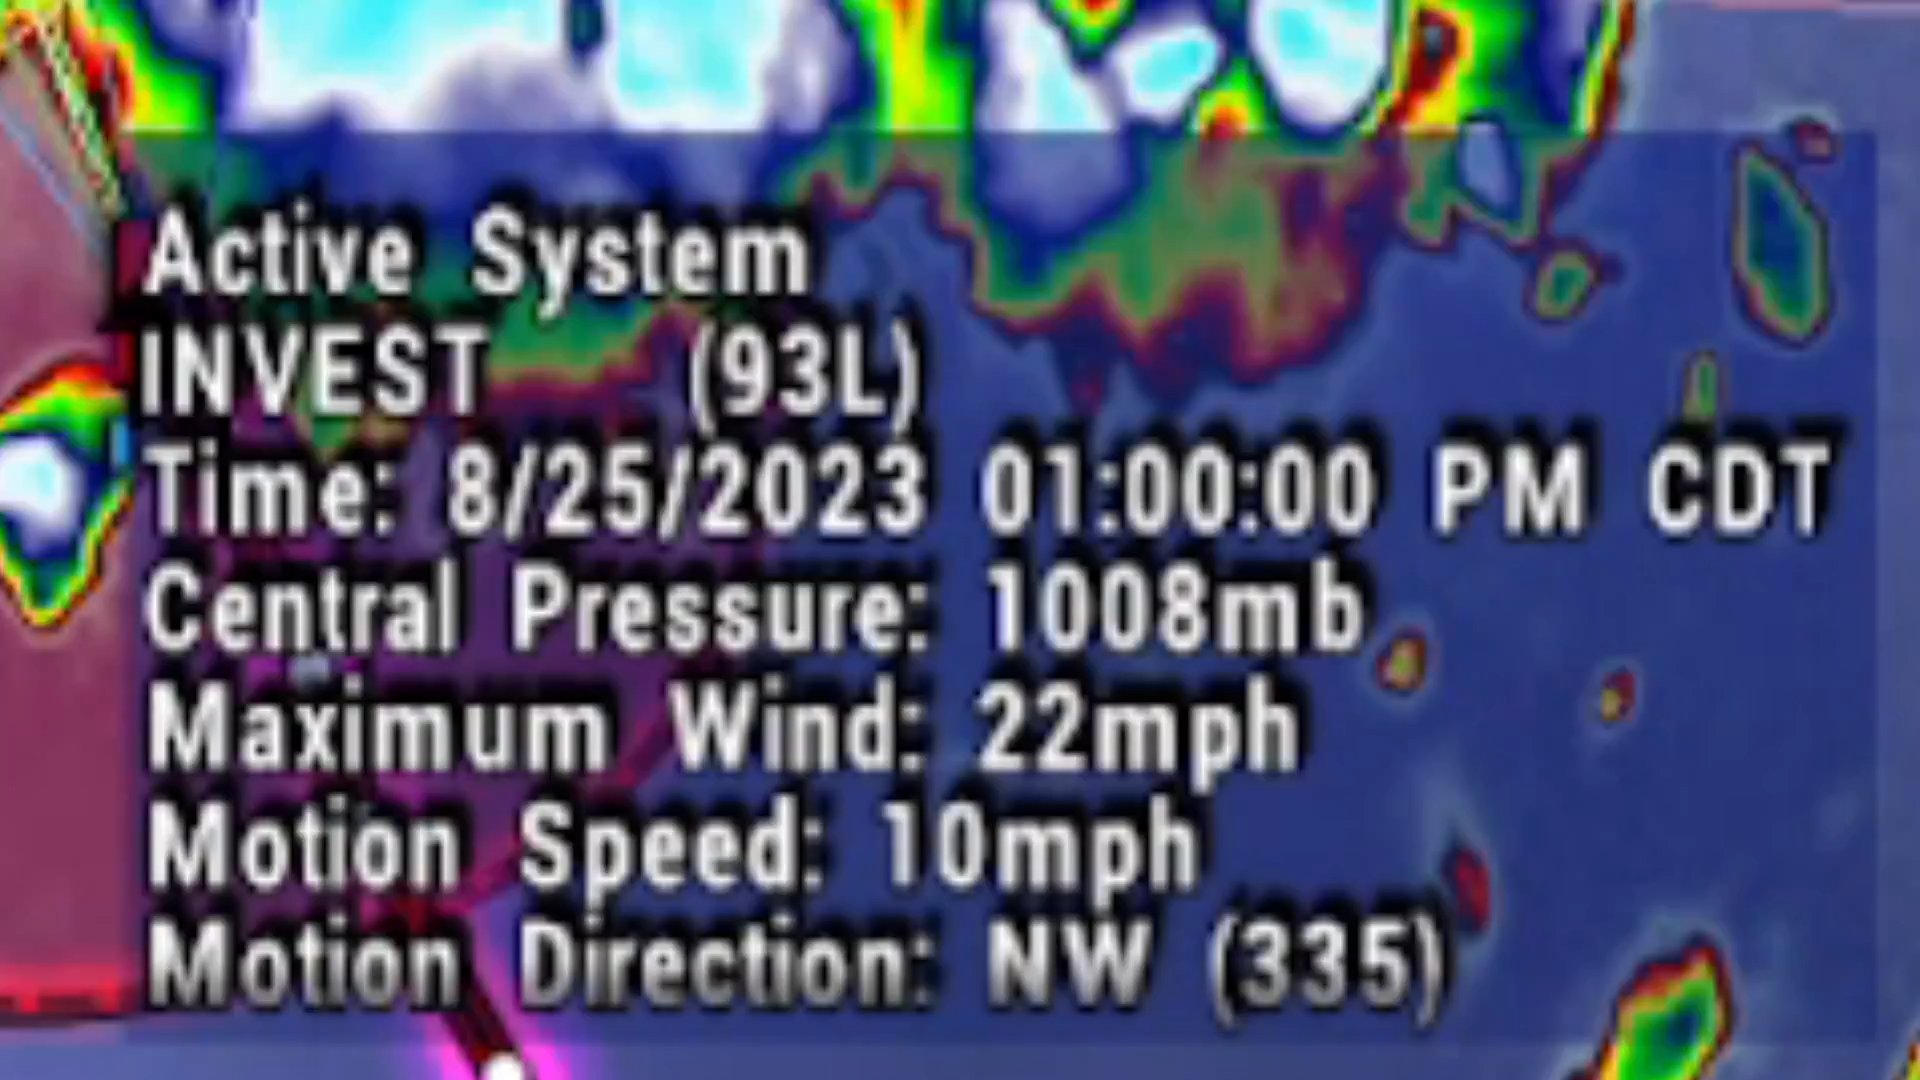 Active System
INVEST (93L)
Time: 8/25/2023 01:00:00 PM CDT
Central Pressure: 1008mb
Maximum Wind: 22mph
Motion Speed: 10mph
Motion Direction: NW (335)